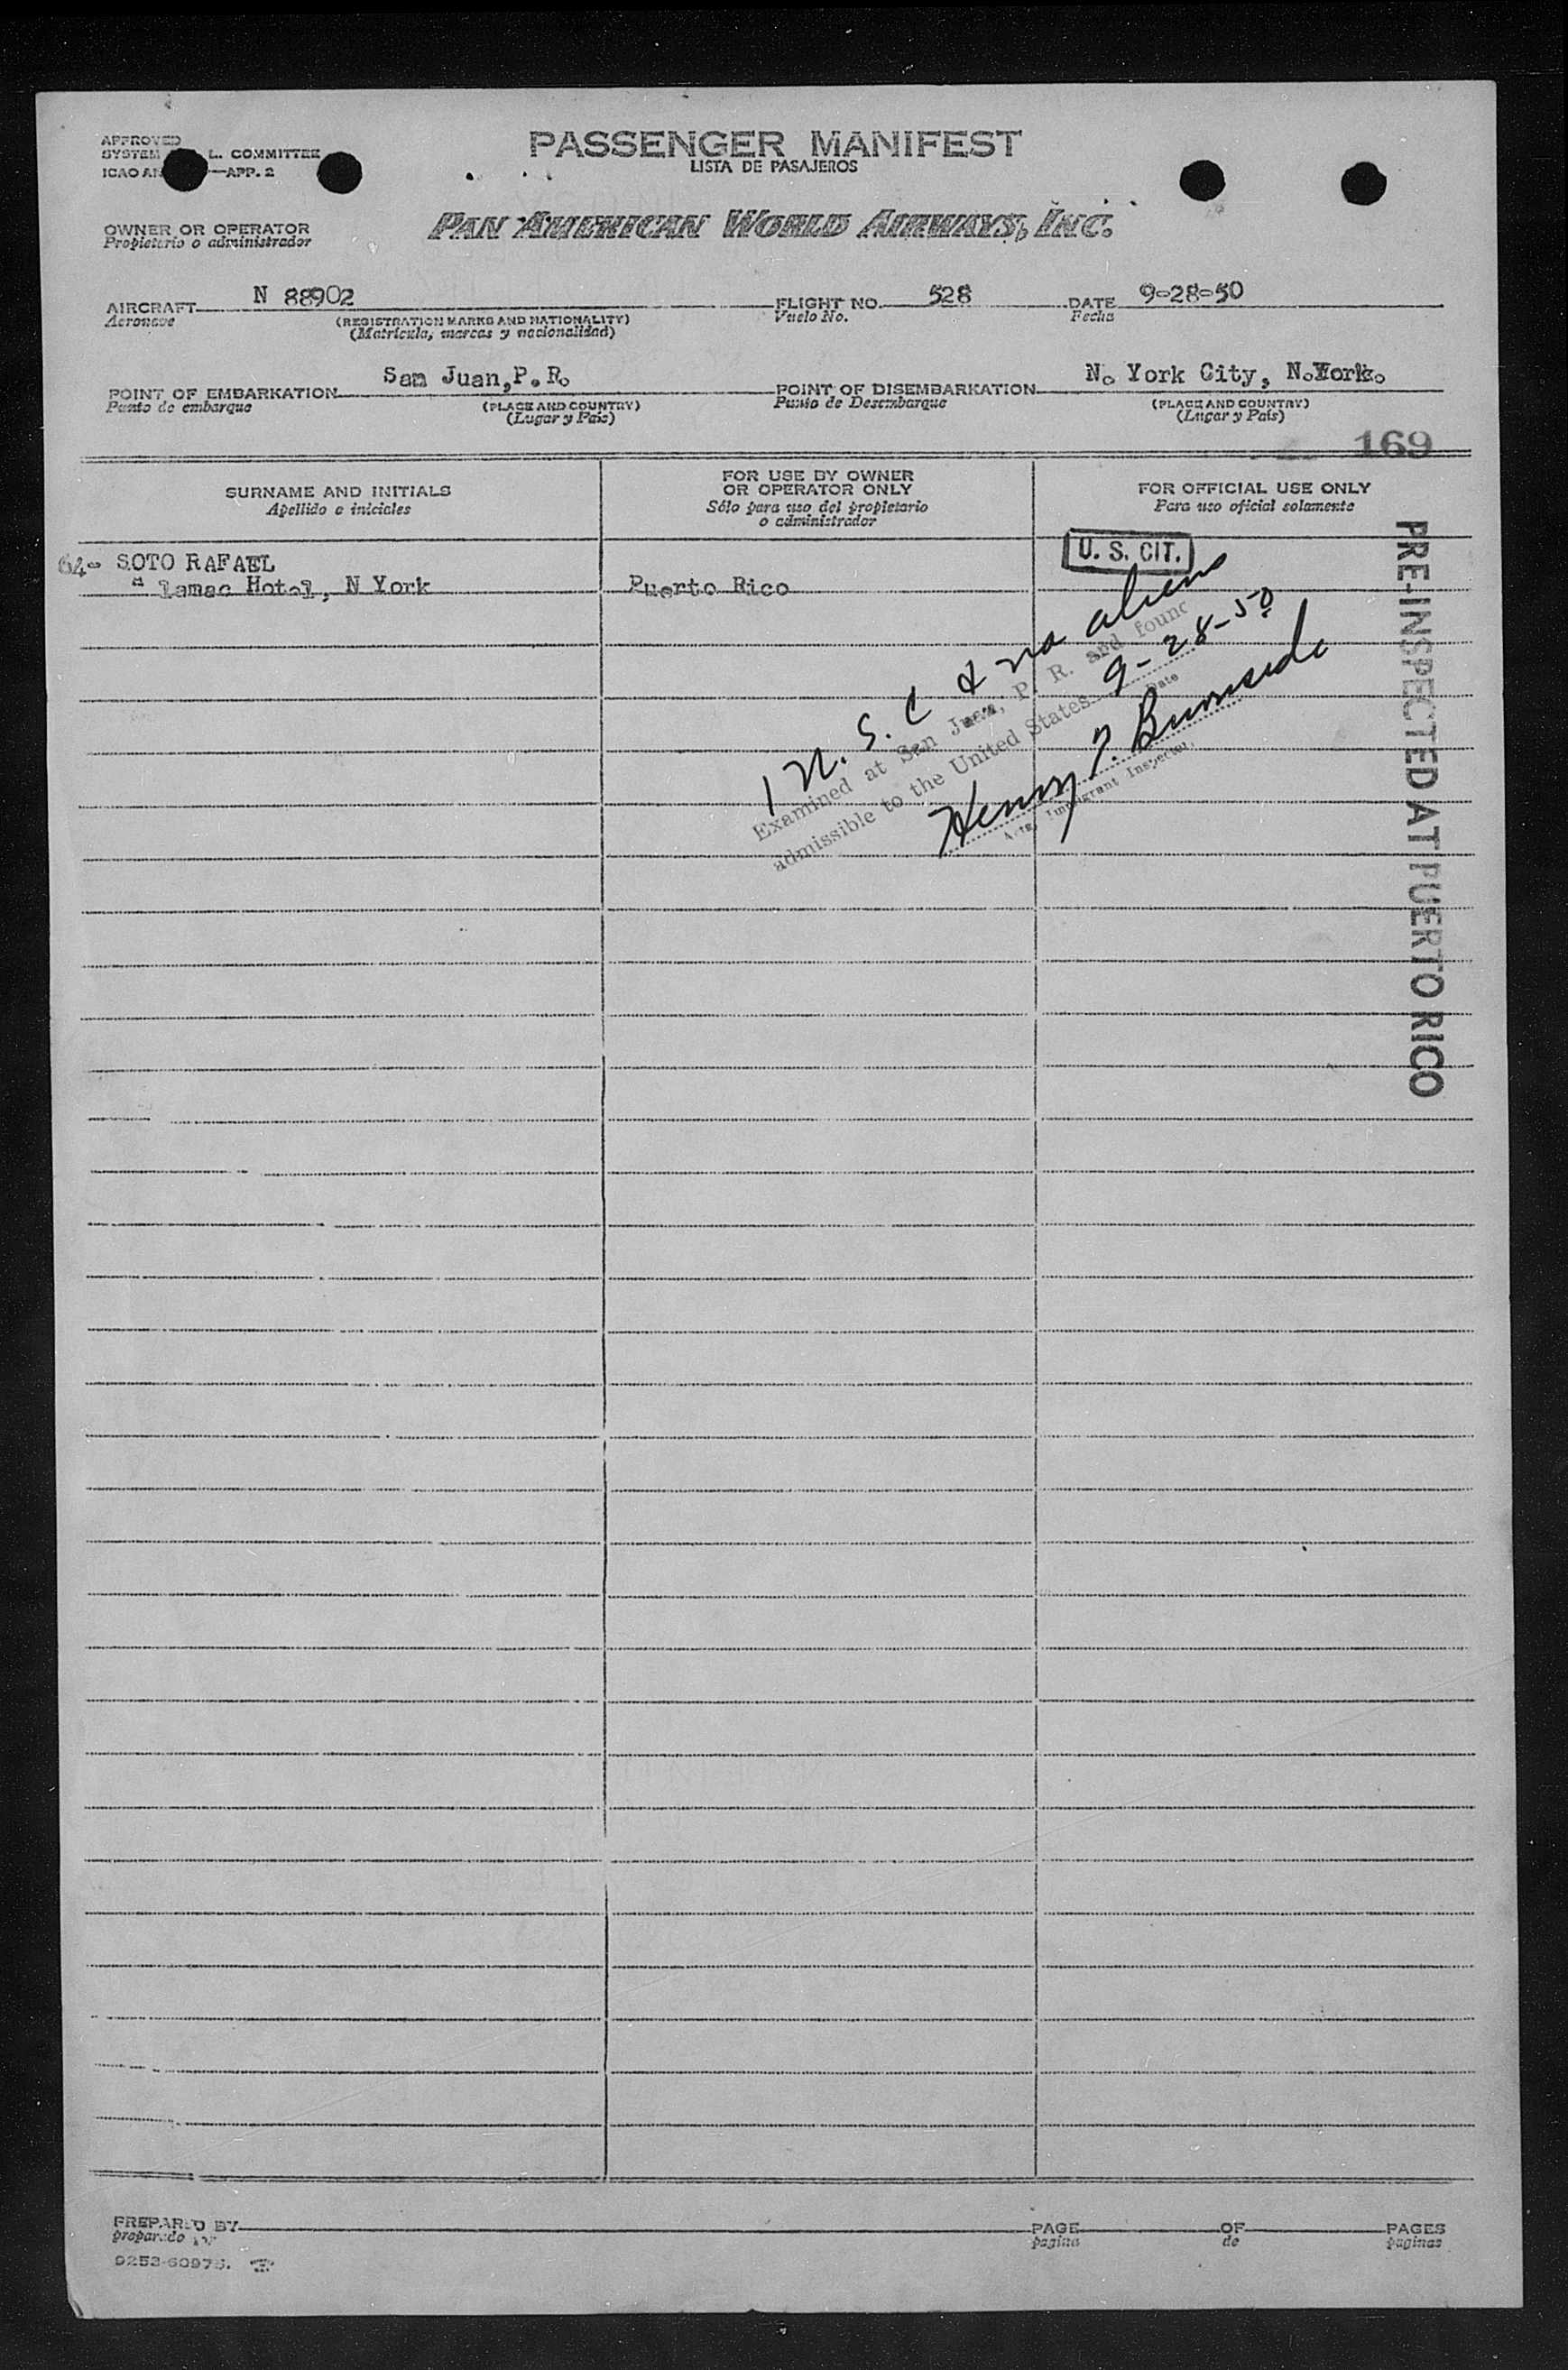 APPROVED
SYSTEM L. COMMITTEE
ICAO AN —APP. 2
PASSENGER MANIFEST
LISTA DE PASAJEROS
OWNER OR OPERATOR
Propietario o administrador
PAN AMERICAN WORLD AIRWAYS, INC.
AIRCRAFT N 88902 FLIGHT NO. 528 DATE 9-28-50
Aeronave (REGISTRATION MARKS AND NATIONALITY) Vuelo No. Fecha
(Matrícula, marcas y nacionalidad)
POINT OF EMBARKATION San Juan,P.R. POINT OF DISEMBARKATION N. York City, N.York.
Punto de embarque (PLACE AND COUNTRY) Punto de Desembarque (PLACE AND COUNTRY)
(Lugar y País) (Lugar y País)
169
SURNAME AND INITIALS FOR USE BY OWNER OR OPERATOR ONLY FOR OFFICIAL USE ONLY
Apellido e iniciales Sólo para uso del propietario o administrador Para uso oficial solamente
64- SOTO RAFAEL U. S. CIT.
lamac Hotel, N York Puerto Rico
1 U. S. C & no aliens
Examined at San Juan, P. R. and found
admissible to the United States 9-28-50
Date
Henry T. Burnside
Immigrant Inspector
PRE-INSPECTED AT PUERTO RICO
PREPARED BY PAGE OF PAGES
preparado por pagina de paginas
9253-60975.